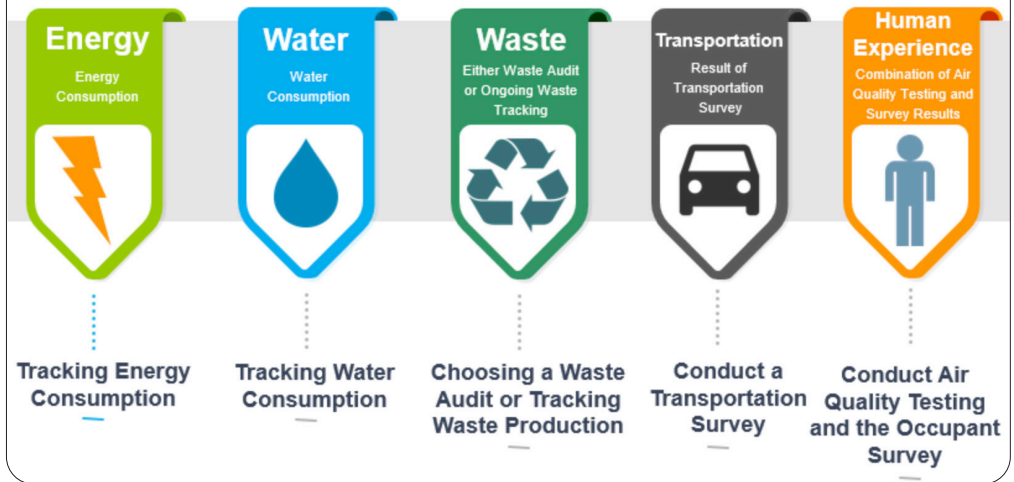 Energy
Energy
Consumption
Water
Water
Consumption
Waste
Either Waste Audit
or Ongoing Waste
Tracking
Transportation
Result of
Transportation
Survey
Human
Experience
Combination of Air
Quality Testing and
Survey Results
Tracking Energy
Consumption
Tracking Water
Consumption
Choosing a Waste
Audit or Tracking
Waste Production
Conduct a
Transportation
Survey
Conduct Air
Quality Testing
and the Occupant
Survey